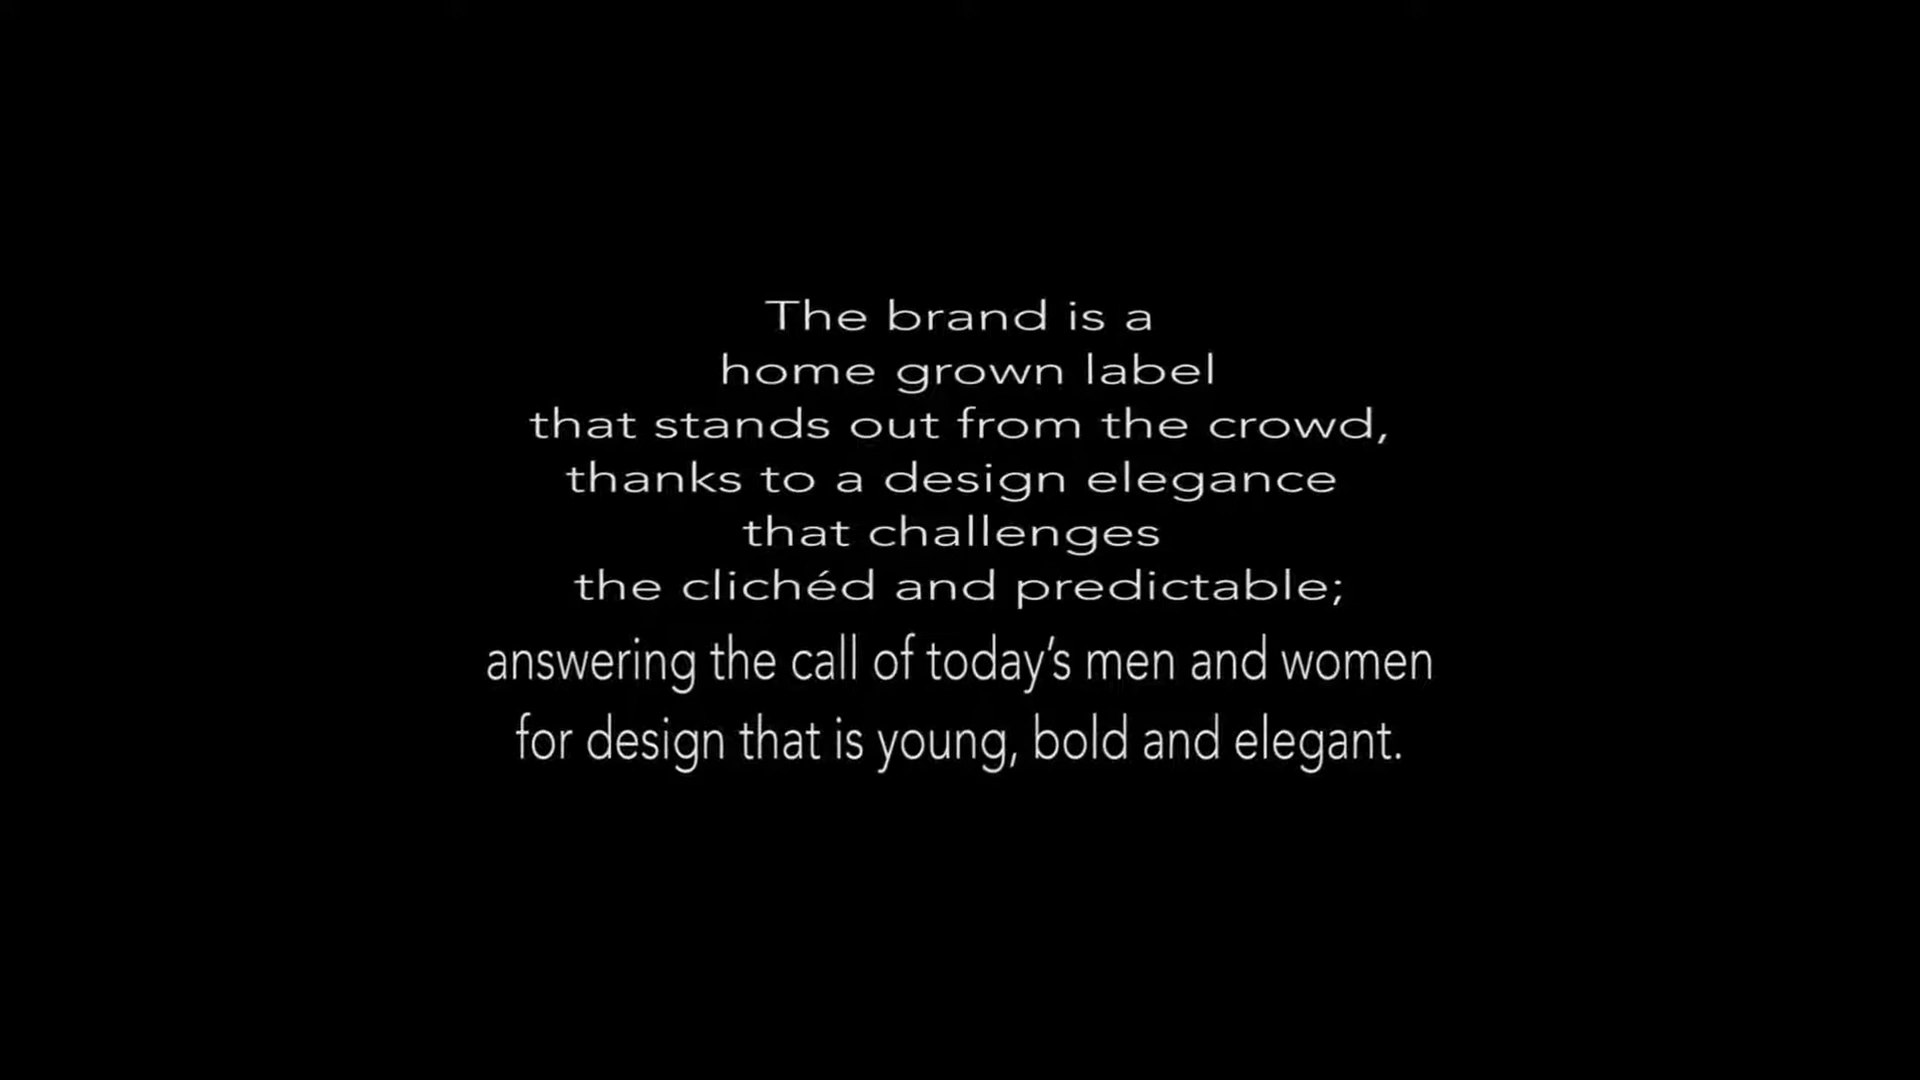 The brand is a
home grown label
that stands out from the crowd,
thanks to a design elegance
that challenges
the clichéd and predictable;
answering the call of today’s men and women
for design that is young, bold and elegant.